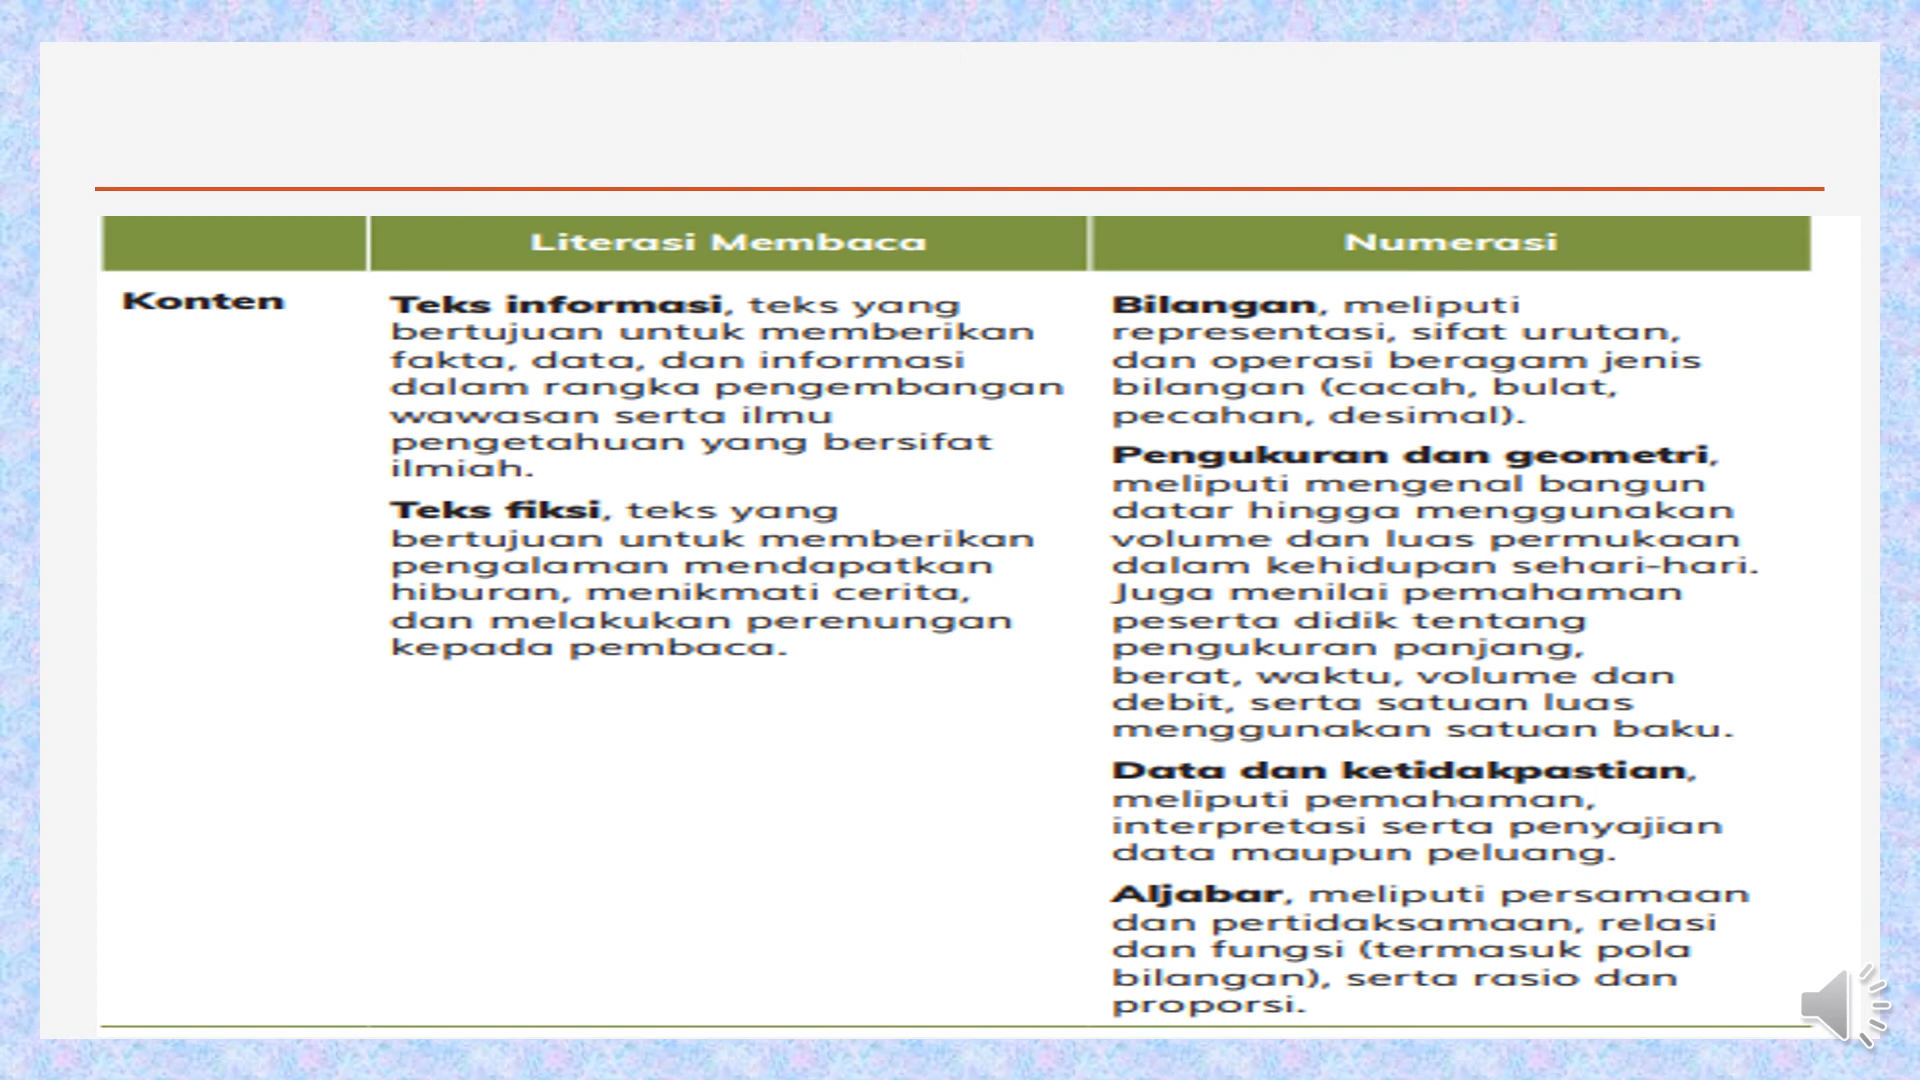 Literasi Membaca
Numerasi
Konten
Teks informasi, teks yang
bertujuan untuk memberikan
fakta, data, dan informasi
dalam rangka pengembangan
wawasan serta ilmu
pengetahuan yang bersifat
ilmiah.
Teks fiksi, teks yang
bertujuan untuk memberikan
pengalaman mendapatkan
hiburan, menikmati cerita,
dan melakukan perenungan
kepada pembaca.
Bilangan, meliputi
representasi, sifat urutan,
dan operasi beragam jenis
bilangan (cacah, bulat,
pecahan, desimal).
Pengukuran dan geometri,
meliputi mengenal bangun
datar hingga menggunakan
volume dan luas permukaan
dalam kehidupan sehari-hari.
Juga menilai pemahaman
peserta didik tentang
pengukuran panjang,
berat, waktu, volume dan
debit, serta satuan luas
menggunakan satuan baku.
Data dan ketidakpastian,
meliputi pemahaman,
interpretasi serta penyajian
data maupun peluang.
Aljabar, meliputi persamaan
dan pertidaksamaan, relasi
dan fungsi (termasuk pola
bilangan), serta rasio dan
proporsi.